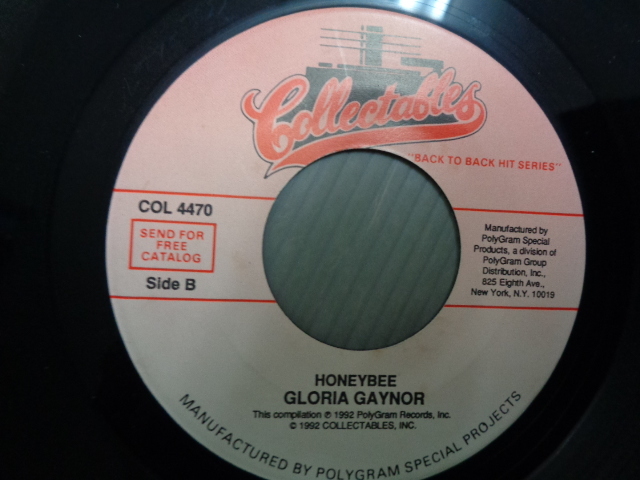 Collectables
"BACK TO BACK HIT SERIES"
COL 4470
SEND FOR
FREE
CATALOG
Side B
Manufactured by
PolyGram Special
Products, a division of
PolyGram Group
Distribution, Inc.,
825 Eighth Ave.,
New York, N.Y. 10019
HONEYBEE
GLORIA GAYNOR
This compilation ℗ 1992 PolyGram Records, Inc.
© 1992 COLLECTABLES, INC.
MANUFACTURED BY POLYGRAM SPECIAL PROJECTS